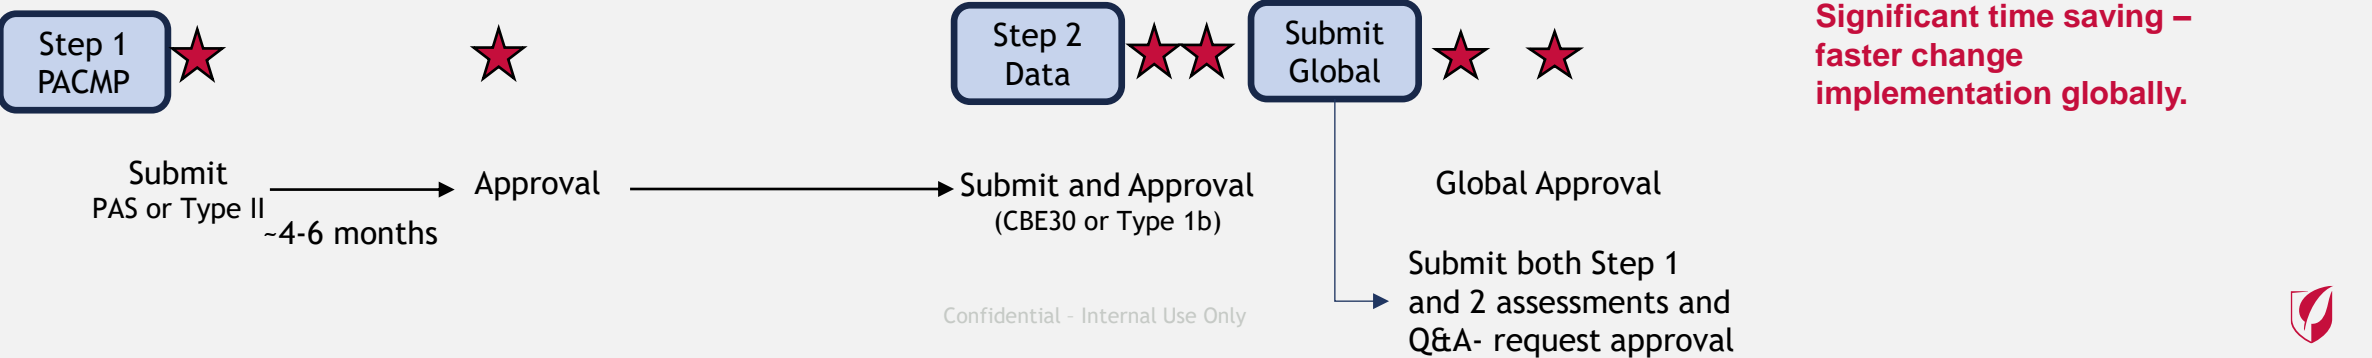 Step 1
PACMP
Step 2
Data
Submit
Global
Significant time saving –
faster change
implementation globally.
Submit
PAS or Type II
~4-6 months
Approval
Submit and Approval
(CBE30 or Type 1b)
Global Approval
Submit both Step 1
and 2 assessments and
Q&A- request approval
Confidential – Internal Use Only